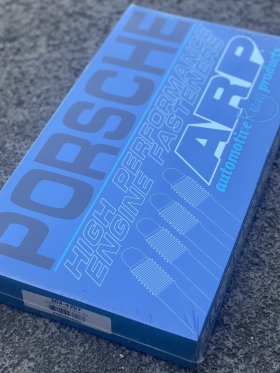 PORSCHE
HIGH PERFORMANCE
ENGINE FASTENERS
ARP
automotive racing products